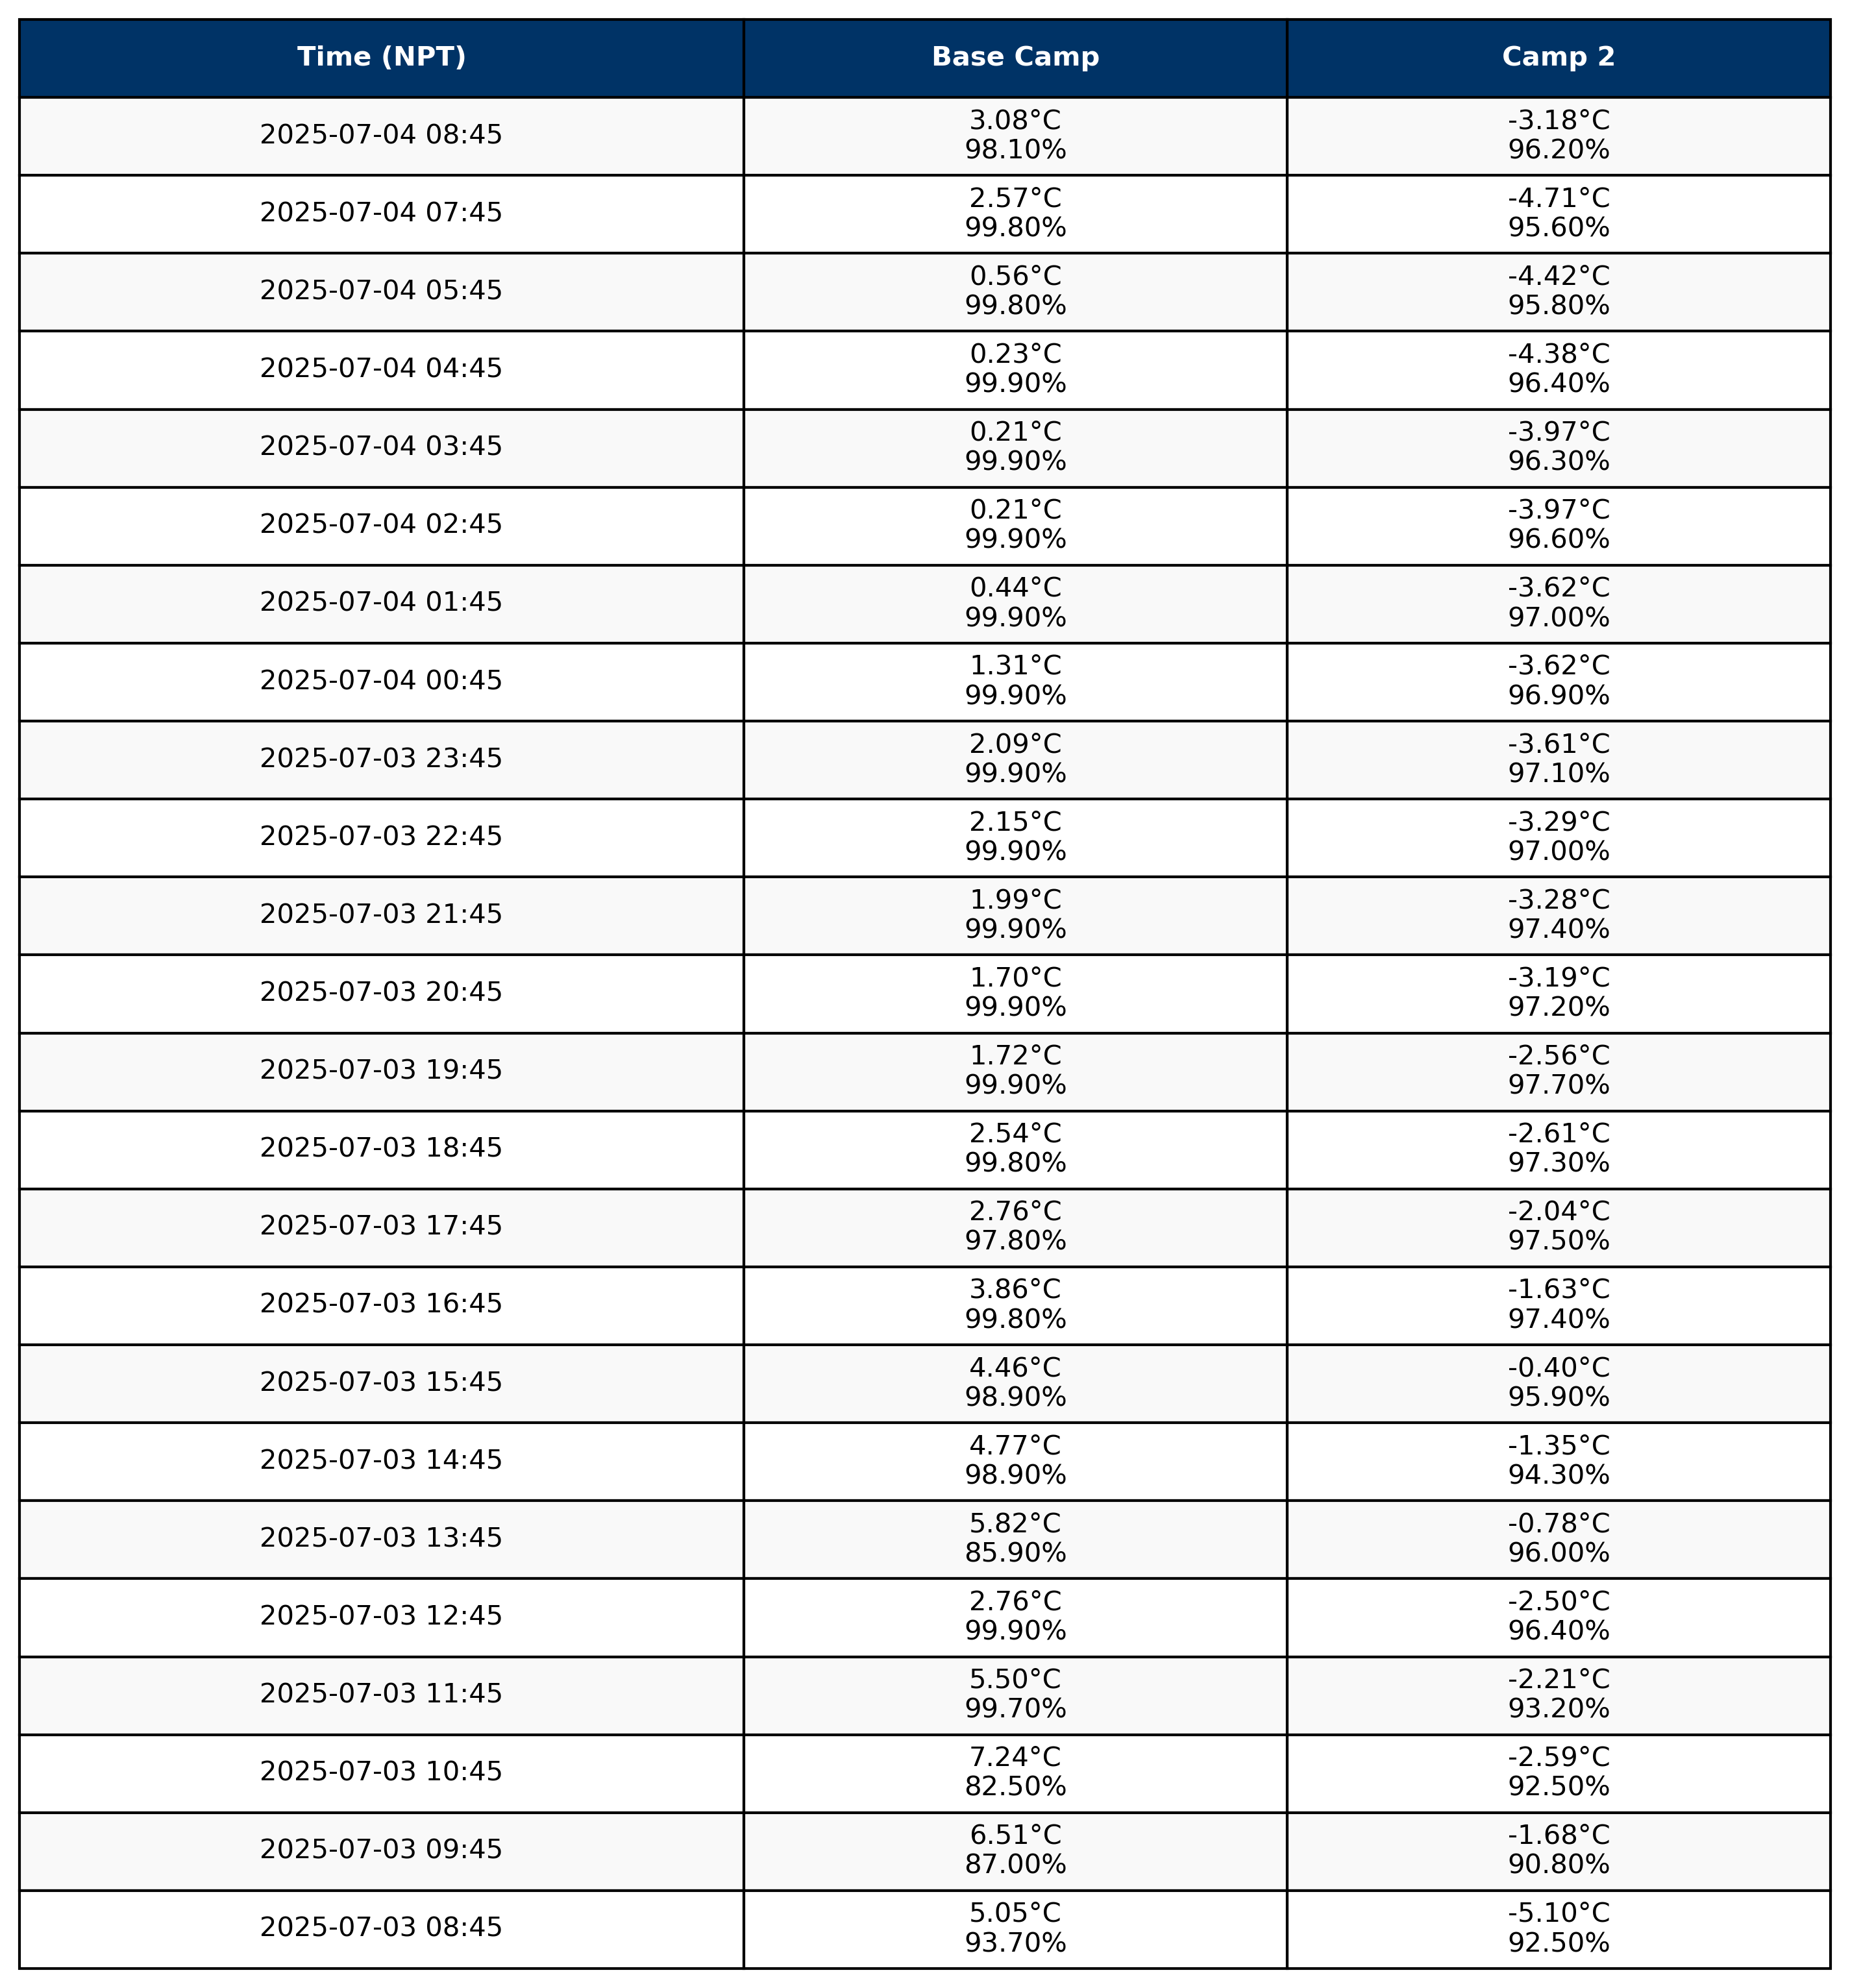 Time (NPT) Base Camp Camp 2
2025-07-04 08:45 3.08°C -3.18°C
98.10% 96.20%
2025-07-04 07:45 2.57°C -4.71°C
99.80% 95.60%
2025-07-04 05:45 0.56°C -4.42°C
99.80% 95.80%
2025-07-04 04:45 0.23°C -4.38°C
99.90% 96.40%
2025-07-04 03:45 0.21°C -3.97°C
99.90% 96.30%
2025-07-04 02:45 0.21°C -3.97°C
99.90% 96.60%
2025-07-04 01:45 0.44°C -3.62°C
99.90% 97.00%
2025-07-04 00:45 1.31°C -3.62°C
99.90% 96.90%
2025-07-03 23:45 2.09°C -3.61°C
99.90% 97.10%
2025-07-03 22:45 2.15°C -3.29°C
99.90% 97.00%
2025-07-03 21:45 1.99°C -3.28°C
99.90% 97.40%
2025-07-03 20:45 1.70°C -3.19°C
99.90% 97.20%
2025-07-03 19:45 1.72°C -2.56°C
99.90% 97.70%
2025-07-03 18:45 2.54°C -2.61°C
99.80% 97.30%
2025-07-03 17:45 2.76°C -2.04°C
97.80% 97.50%
2025-07-03 16:45 3.86°C -1.63°C
99.80% 97.40%
2025-07-03 15:45 4.46°C -0.40°C
98.90% 95.90%
2025-07-03 14:45 4.77°C -1.35°C
98.90% 94.30%
2025-07-03 13:45 5.82°C -0.78°C
85.90% 96.00%
2025-07-03 12:45 2.76°C -2.50°C
99.90% 96.40%
2025-07-03 11:45 5.50°C -2.21°C
99.70% 93.20%
2025-07-03 10:45 7.24°C -2.59°C
82.50% 92.50%
2025-07-03 09:45 6.51°C -1.68°C
87.00% 90.80%
2025-07-03 08:45 5.05°C -5.10°C
93.70% 92.50%